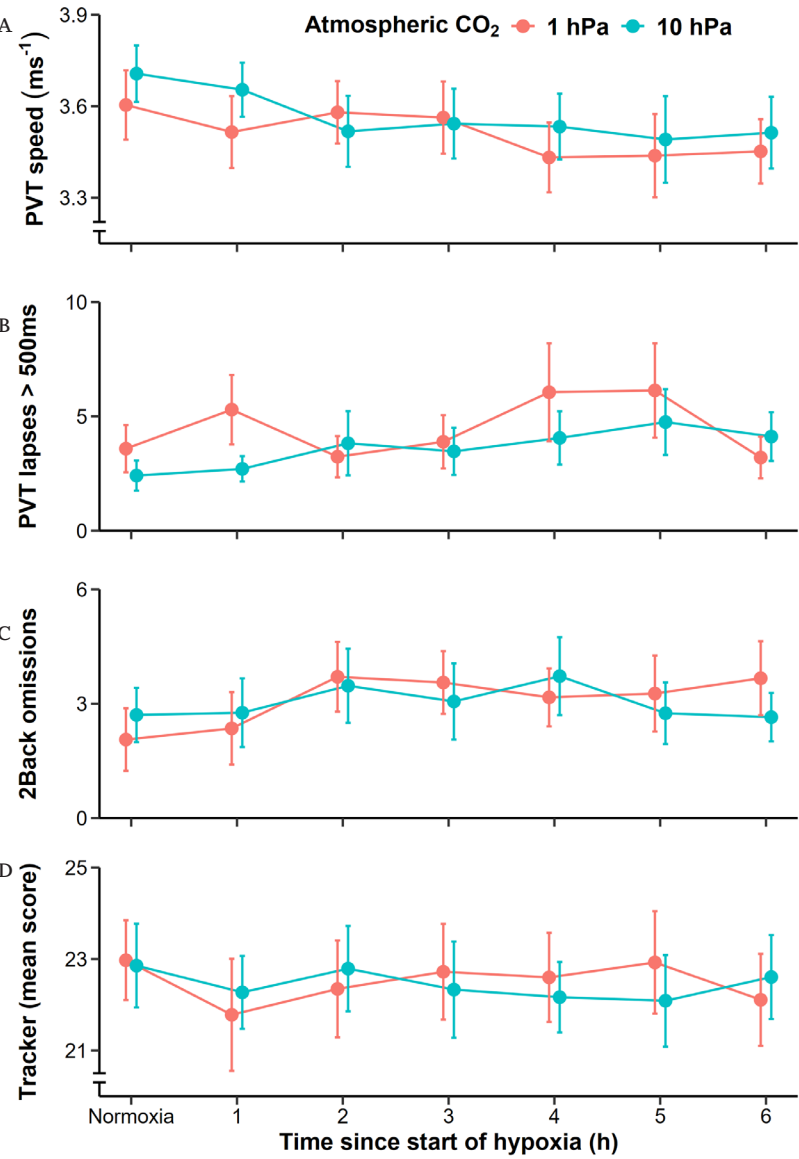 A
Atmospheric CO₂ 1 hPa 10 hPa
PVT speed (ms⁻¹)
3.9
3.6
3.3
B
PVT lapses > 500ms
10
5
0
C
2Back omissions
6
3
0
D
Tracker (mean score)
25
23
21
Normoxia 1 2 3 4 5 6
Time since start of hypoxia (h)